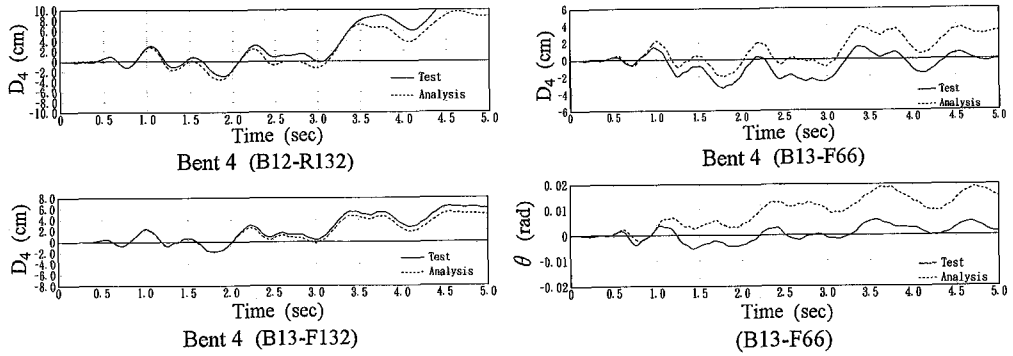 10.0
8.0
6.0
4.0
2.0
0.0
-2.0
-4.0
-6.0
-8.0
10.0
D4 (cm)
Test
Analysis
0 0.5 1.0 1.5 2.0 2.5 3.0 3.5 4.0 4.5 5.0
Time (sec)
Bent 4 (B12-R132)
6
4
2
0
-2
-4
-6
D4 (cm)
Test
Analysis
0 0.5 1.0 1.5 2.0 2.5 3.0 3.5 4.0 4.5 5.0
Time (sec)
Bent 4 (B13-F66)
8.0
6.0
4.0
2.0
0.0
-2.0
-4.0
-6.0
8.0
D4 (cm)
Test
Analysis
0 0.5 1.0 1.5 2.0 2.5 3.0 3.5 4.0 4.5 5.0
Time (sec)
Bent 4 (B13-F132)
0.02
0.01
0
-0.01
-0.02
θ (rad)
Test
Analysis
0 0.5 1.0 1.5 2.0 2.5 3.0 3.5 4.0 4.5 5.0
Time (sec)
(B13-F66)